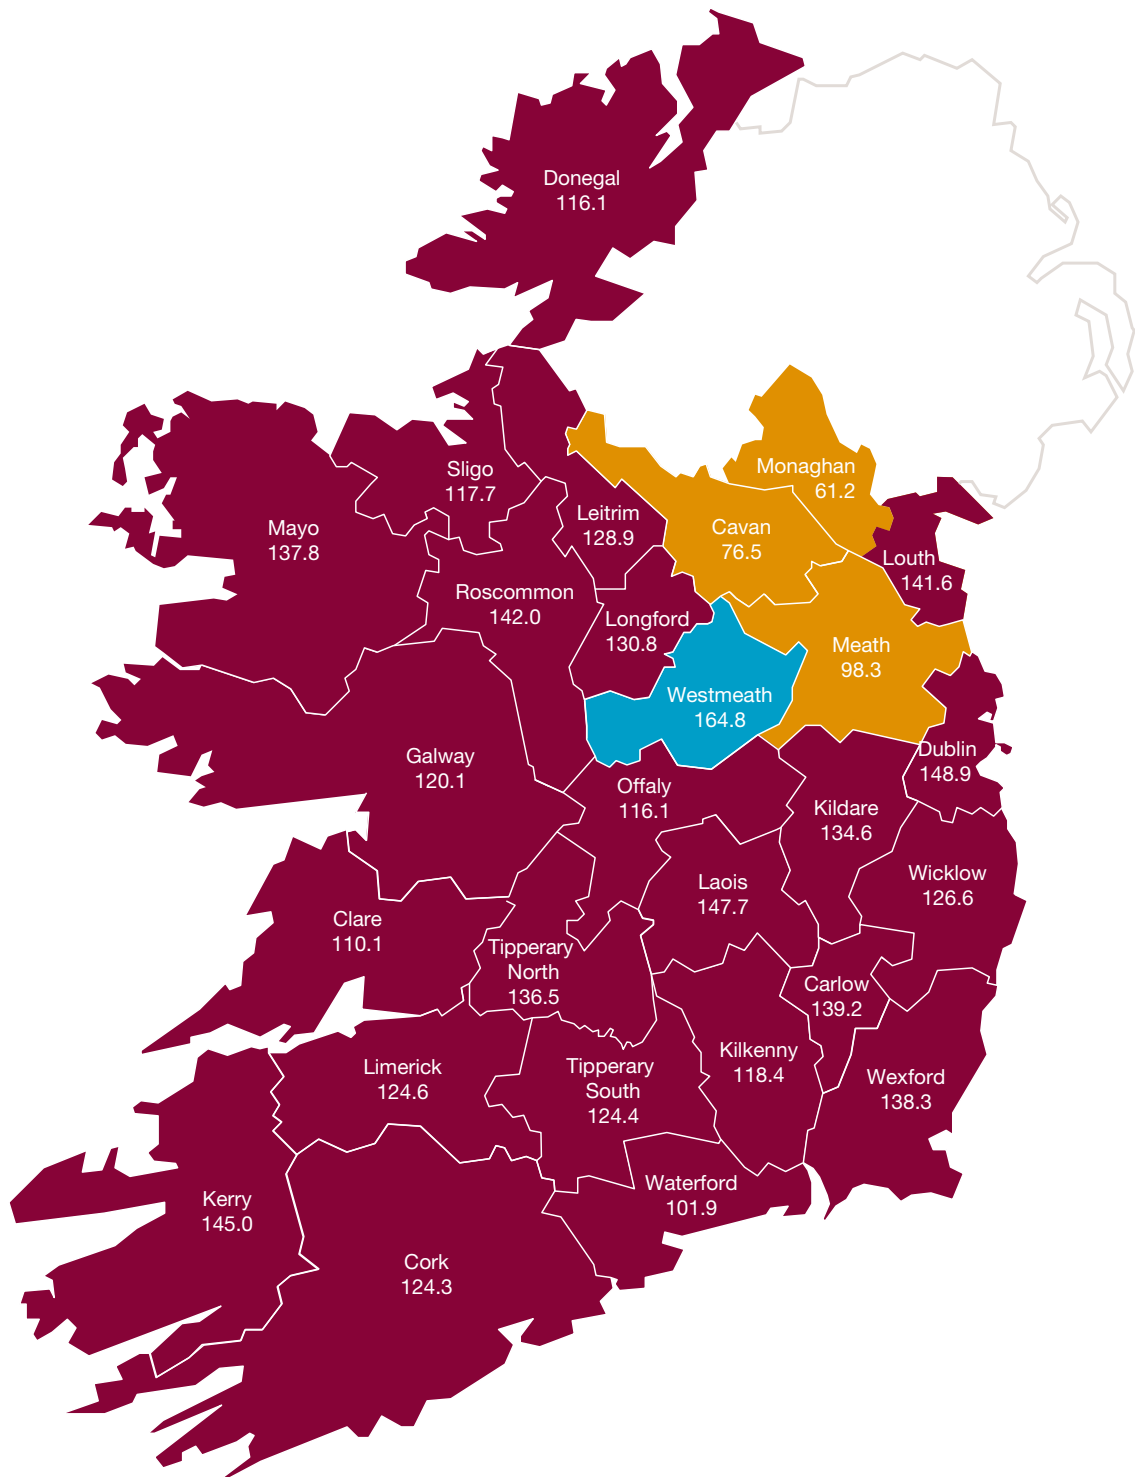 Donegal
116.1
Monaghan
61.2
Sligo
117.7
Leitrim
128.9
Cavan
76.5
Mayo
137.8
Louth
141.6
Roscommon
142.0
Longford
130.8
Meath
98.3
Westmeath
164.8
Dublin
148.9
Galway
120.1
Offaly
116.1
Kildare
134.6
Laois
147.7
Wicklow
126.6
Clare
110.1
Tipperary
North
136.5
Carlow
139.2
Limerick
124.6
Tipperary
South
124.4
Kilkenny
118.4
Wexford
138.3
Kerry
145.0
Waterford
101.9
Cork
124.3